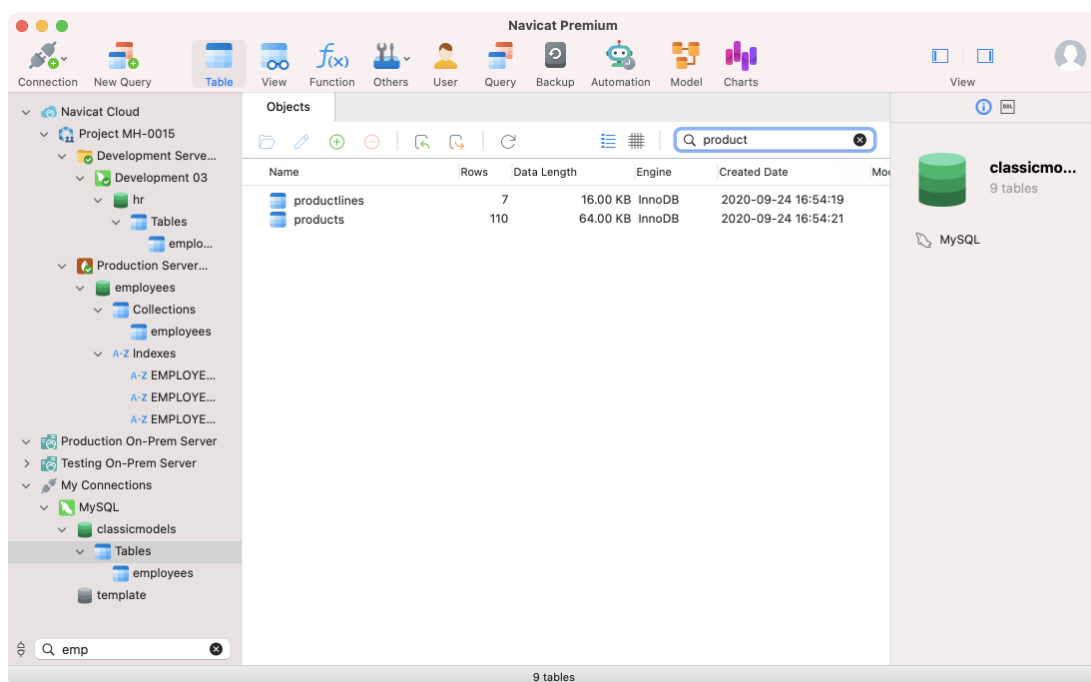 Navicat Premium
Connection New Query Table View Function Others User Query Backup Automation Model Charts View
Navicat Cloud
Project MH-0015
Development Serve...
Development 03
hr
Tables
emplo...
Production Server...
employees
Collections
employees
A-Z Indexes
A-Z EMPLOYE...
A-Z EMPLOYE...
A-Z EMPLOYE...
Production On-Prem Server
Testing On-Prem Server
My Connections
MySQL
classicmodels
Tables
employees
template
emp
Objects
product
Name Rows Data Length Engine Created Date Mo
productlines 7 16.00 KB InnoDB 2020-09-24 16:54:19
products 110 64.00 KB InnoDB 2020-09-24 16:54:21
DDL
classicmo...
9 tables
MySQL
9 tables